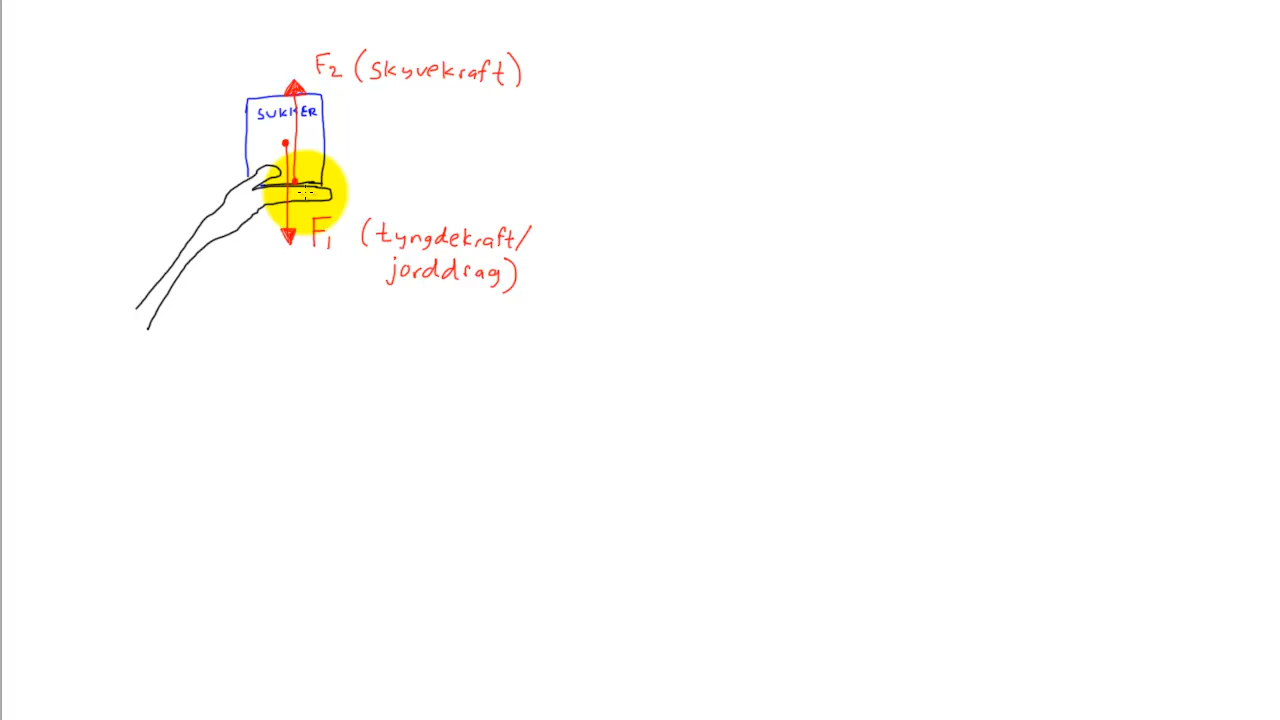 F₂ (skyvekraft)
SUKKER
F₁ (tyngdekraft/
jorddrag)